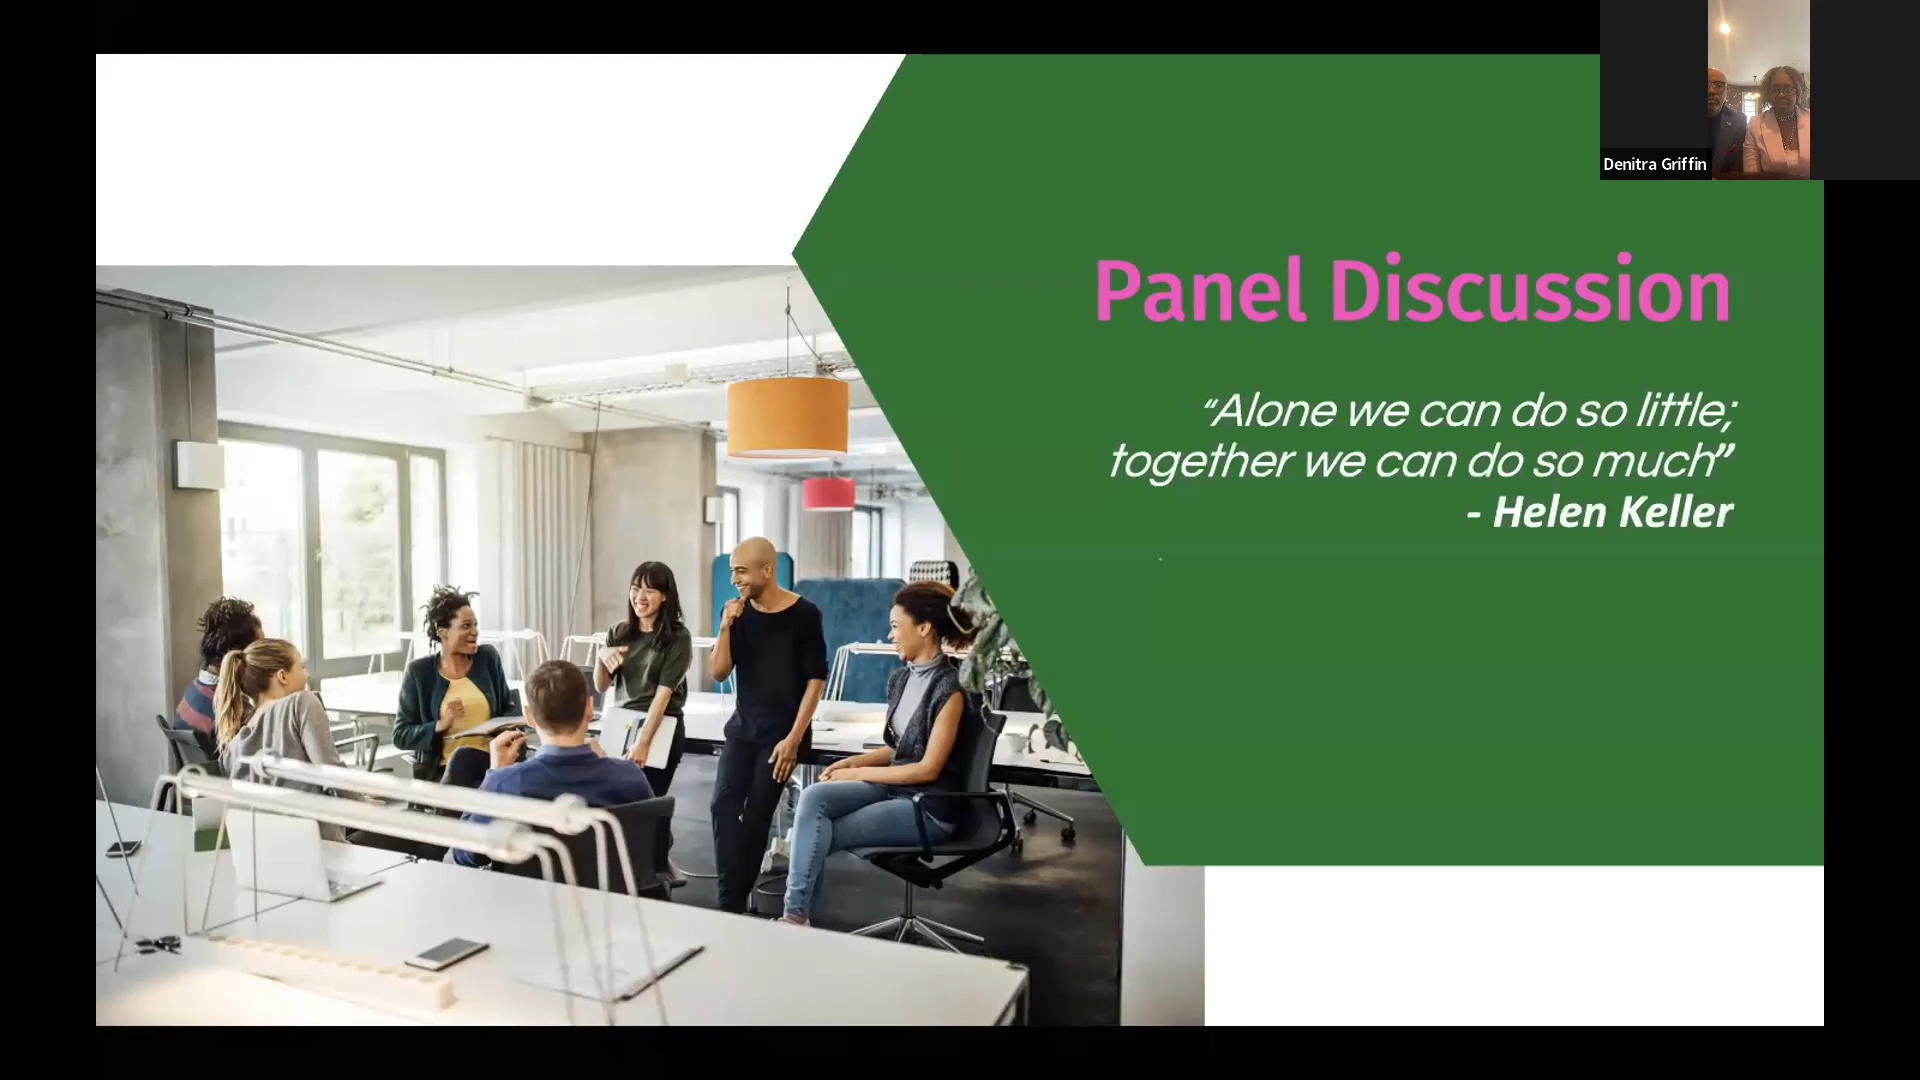 Denitra Griffin
Panel Discussion
“Alone we can do so little;
together we can do so much”
- Helen Keller